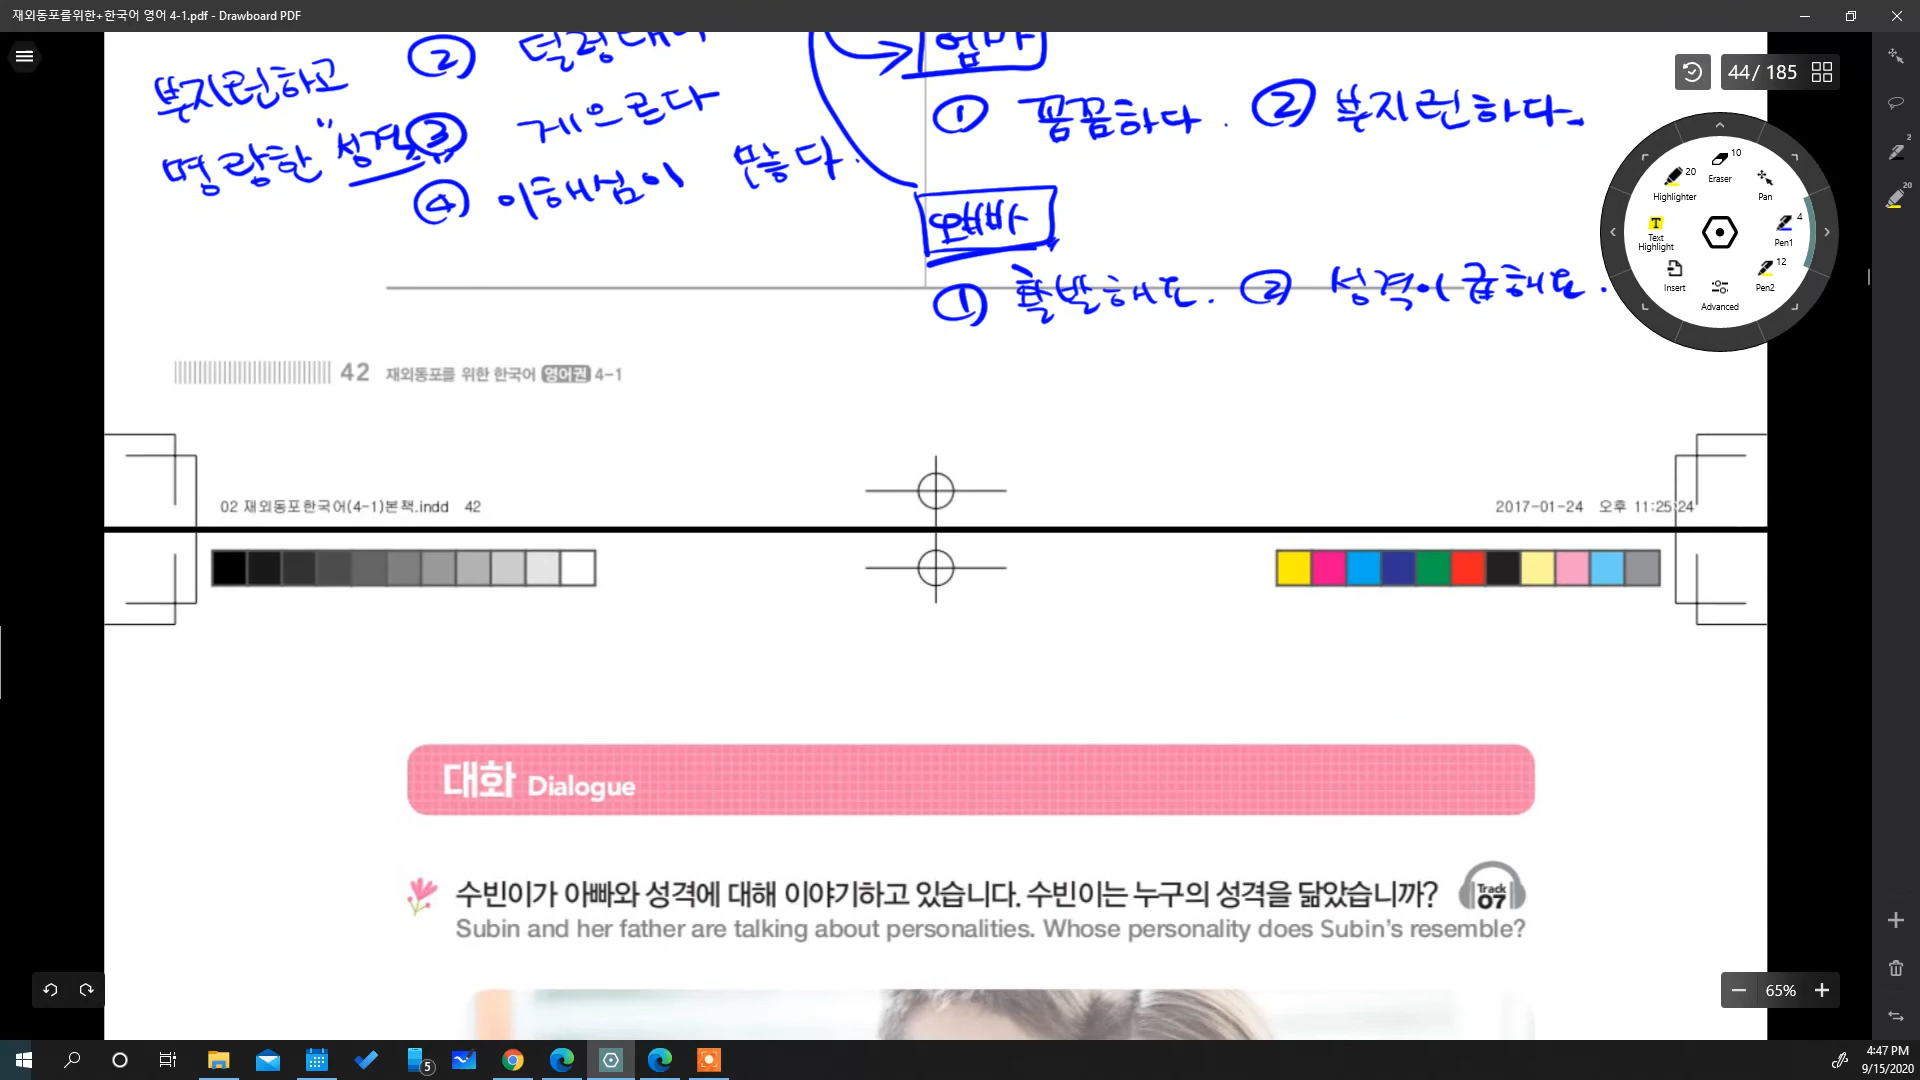 재외동포를위한+한국어 영어 4-1.pdf - Drawboard PDF
② 털렁대다
엄마
부지런하고
44 / 185
① 꼼꼼하다. ② 부지런하다.
③ 게으르다
명랑한 "성격"
④ 이해심이 많다.
오빠
① 활발해요. ② 성격이 급해요.
10
Eraser
20
Highlighter
Pan
Text Highlight
4
Pen1
Insert
12
Pen2
Advanced
2
20
42 재외동포를 위한 한국어 영어권 4-1
02 재외동포한국어(4-1)본책.indd 42
2017-01-24 오후 11:25:24
대화 Dialogue
수빈이가 아빠와 성격에 대해 이야기하고 있습니다. 수빈이는 누구의 성격을 닮았습니까?
Track 07
Subin and her father are talking about personalities. Whose personality does Subin's resemble?
65%
5
4:47 PM
9/15/2020